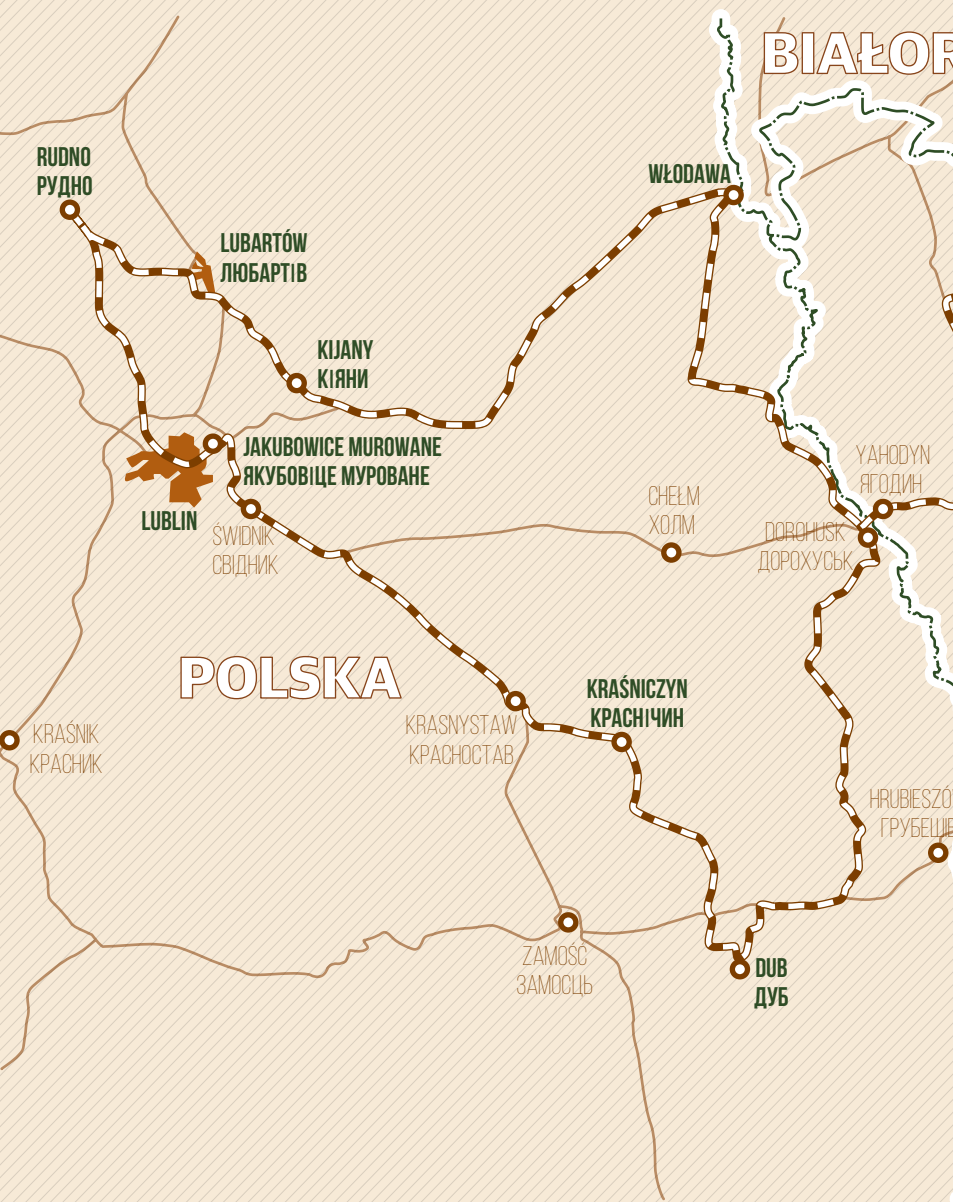 BIAŁOR
RUDNO
РУДНО
WŁODAWA
LUBARTÓW
ЛЮБАРТІВ
KIJANY
КІЯНИ
JAKUBOWICE MUROWANE
ЯКУБОВІЦЕ МУРОВАНЕ
LUBLIN
ŚWIDNIK
СВІДНИК
YAHODYN
ЯГОДИН
CHEŁM
ХОЛМ
DOROHUSK
ДОРОХУСЬК
POLSKA
KRAŚNICZYN
КРАСНІЧИН
KRASNYSTAW
КРАСНОСТАВ
KRAŚNIK
КРАСНИК
HRUBIESZÓ
ГРУБЕШІВ
ZAMOŚĆ
ЗАМОСЦЬ
DUB
ДУБ